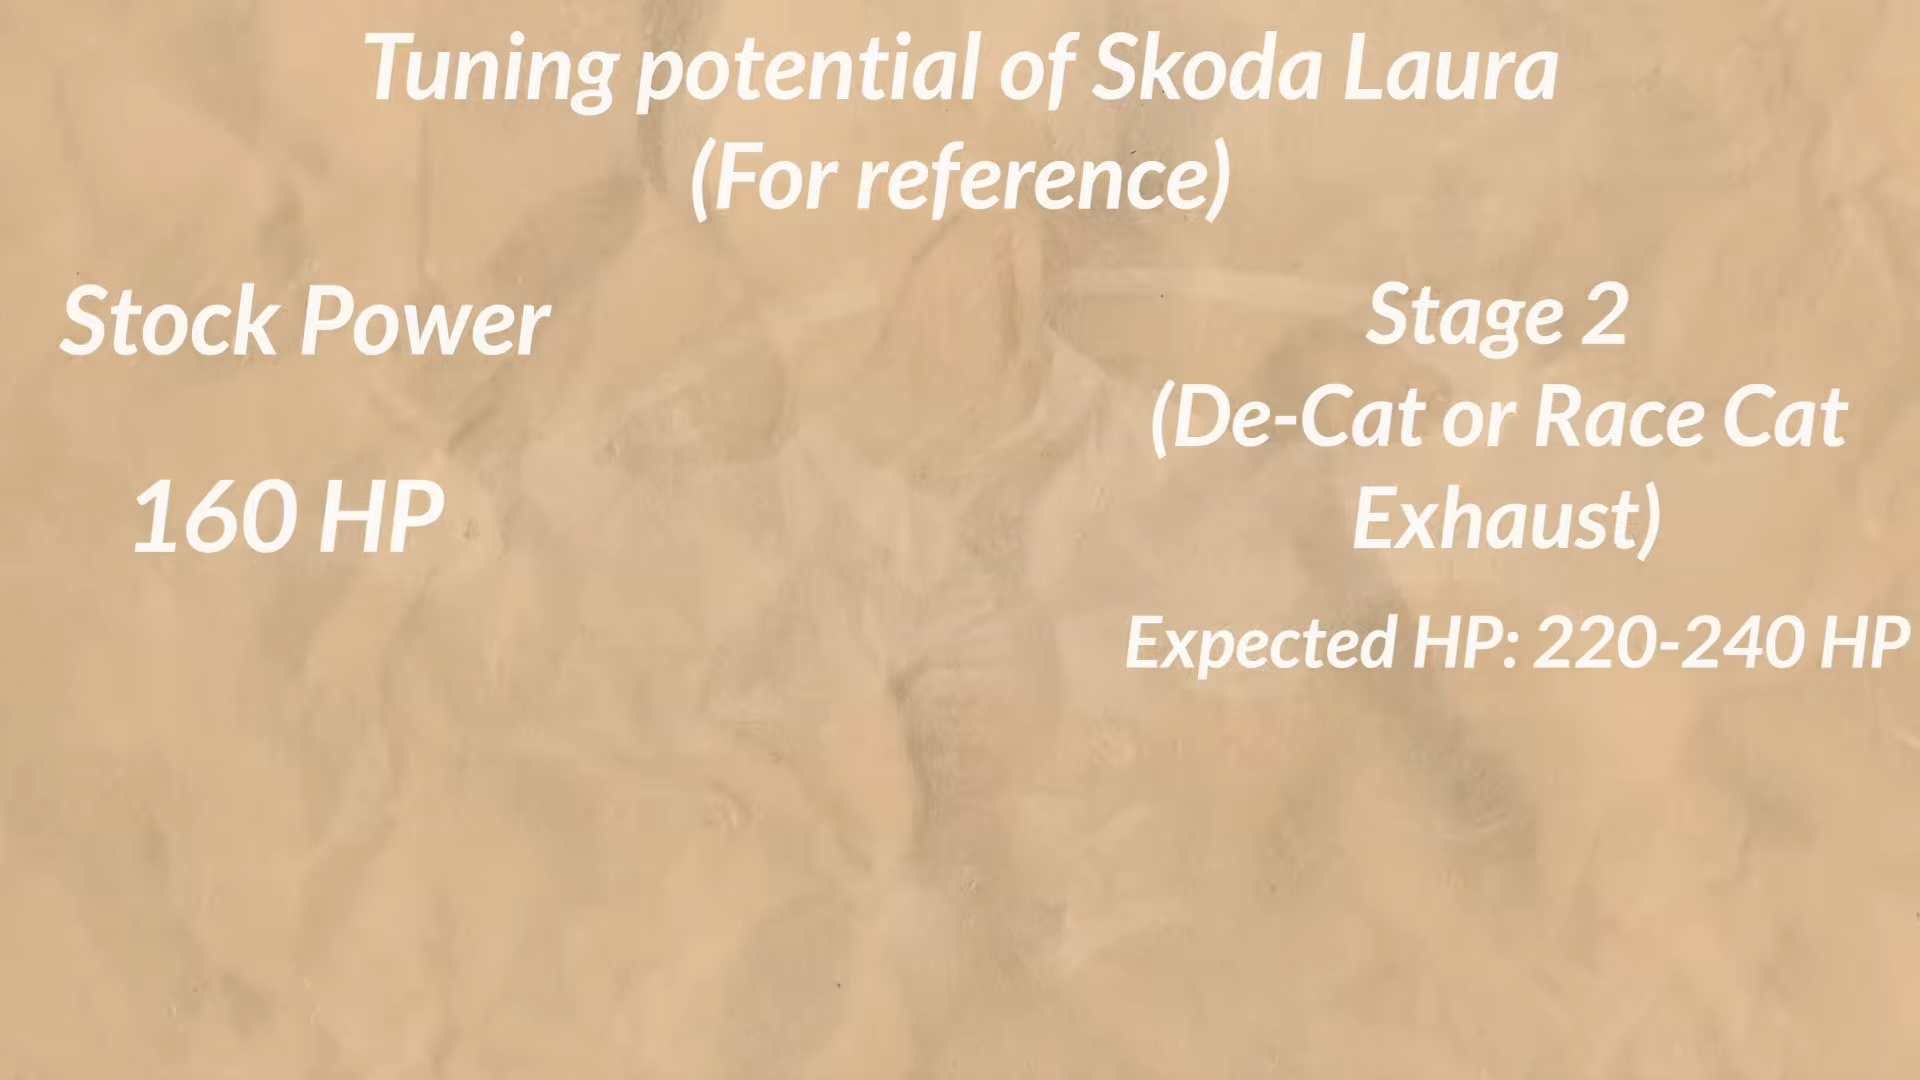 Tuning potential of Skoda Laura
(For reference)
Stock Power
160 HP
Stage 2
(De-Cat or Race Cat
Exhaust)
Expected HP: 220-240 HP